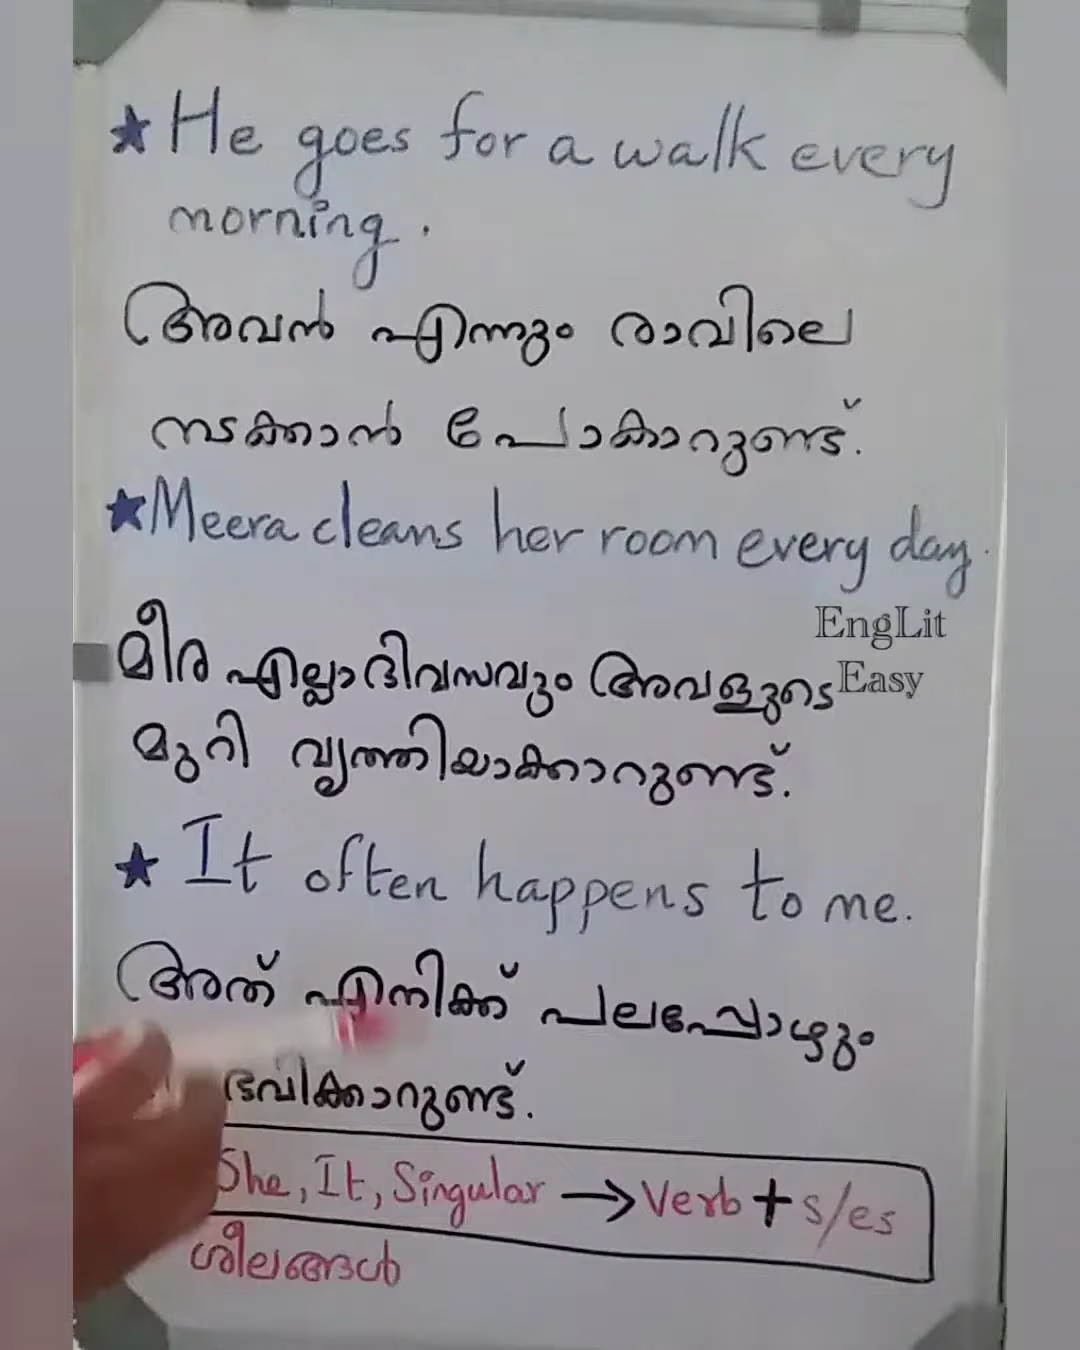 ★ He goes for a walk every
morning.
അവൻ എന്നും രാവിലെ
നടക്കാൻ പോകാറുണ്ട്.
★ Meera cleans her room every day.
EngLit
Easy
മീര എല്ലാദിവസവും അവളുടെ
മുറി വൃത്തിയാക്കാറുണ്ട്.
★ It often happens to me.
അത് എനിക്ക് പലപ്പോഴും
ഭവിക്കാറുണ്ട്.
She, It, Singular → Verb + s/es
ശീലങ്ങൾ